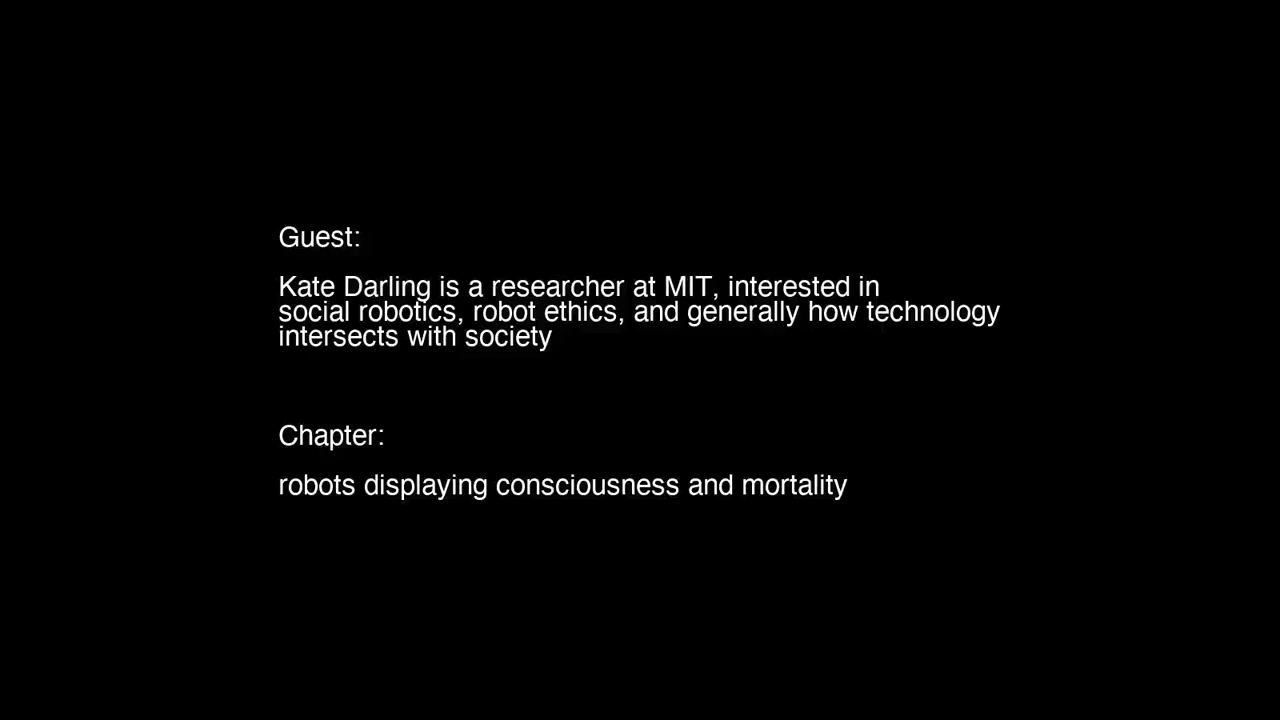 Guest:
Kate Darling is a researcher at MIT, interested in
social robotics, robot ethics, and generally how technology
intersects with society
Chapter:
robots displaying consciousness and mortality